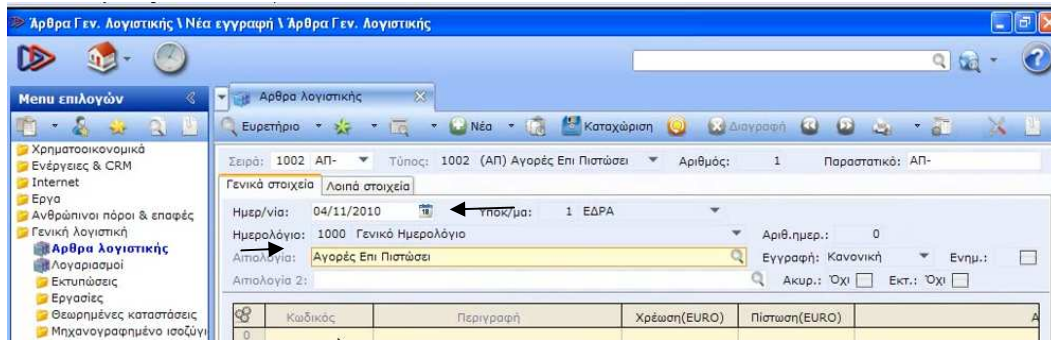 Άρθρα Γεν. Λογιστικής \ Νέα εγγραφή \ Άρθρα Γεν. Λογιστικής
Menu επιλογών
Αρθρα λογιστικής
Ευρετήριο Νέο Καταχώριση Διαγραφή
Χρηματοοικονομικά
Ενέργειες & CRM
Internet
Εργα
Ανθρώπινοι πόροι & επαφές
Γενική λογιστική
Αρθρα λογιστικής
Λογαριασμοί
Εκτυπώσεις
Εργασίες
Θεωρημένες καταστάσεις
Μηχανογραφημένο ισοζύγι
Σειρά: 1002 ΑΠ- Τύπος: 1002 (ΑΠ) Αγορές Επι Πιστώσει Αριθμός: 1 Παραστατικό: ΑΠ-
Γενικά στοιχεία Λοιπά στοιχεία
Ημερ/νία: 04/11/2010 Υποκ/μα: 1 ΕΔΡΑ
Ημερολόγιο: 1000 Γενικό Ημερολόγιο Αριθ.ημερ.: 0
Αιτιολογία: Αγορές Επι Πιστώσει Εγγραφή: Κανονική Ενημ.:
Αιτιολογία 2: Ακυρ.: Όχι Εκτ.: Όχι
Κωδικός Περιγραφή Χρέωση(EURO) Πίστωση(EURO) Α
0